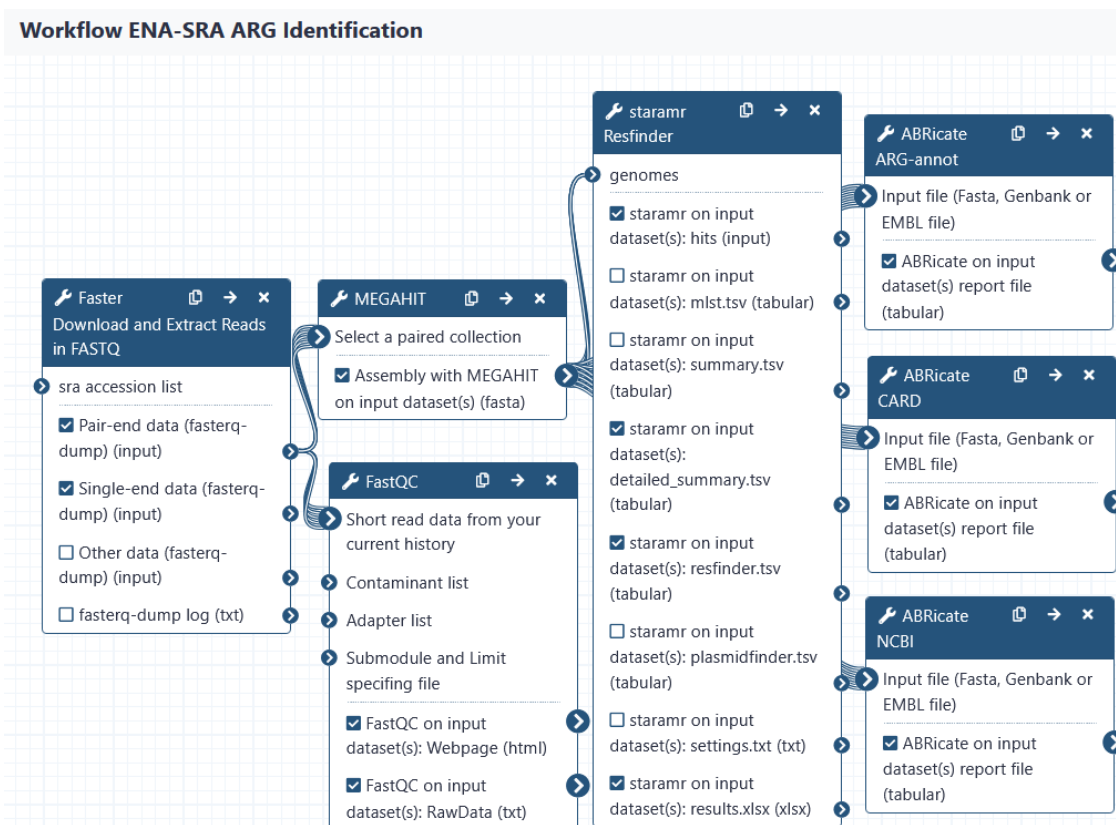 Workflow ENA-SRA ARG Identification
Faster
Download and Extract Reads
in FASTQ
sra accession list
Pair-end data (fasterq-
dump) (input)
Single-end data (fasterq-
dump) (input)
Other data (fasterq-
dump) (input)
fasterq-dump log (txt)
MEGAHIT
Select a paired collection
Assembly with MEGAHIT
on input dataset(s) (fasta)
FastQC
Short read data from your
current history
Contaminant list
Adapter list
Submodule and Limit
specifing file
FastQC on input
dataset(s): Webpage (html)
FastQC on input
dataset(s): RawData (txt)
staramr
Resfinder
genomes
staramr on input
dataset(s): hits (input)
staramr on input
dataset(s): mlst.tsv (tabular)
staramr on input
dataset(s): summary.tsv
(tabular)
staramr on input
dataset(s):
detailed_summary.tsv
(tabular)
staramr on input
dataset(s): resfinder.tsv
(tabular)
staramr on input
dataset(s): plasmidfinder.tsv
(tabular)
staramr on input
dataset(s): settings.txt (txt)
staramr on input
dataset(s): results.xlsx (xlsx)
ABRicate
ARG-annot
Input file (Fasta, Genbank or
EMBL file)
ABRicate on input
dataset(s) report file
(tabular)
ABRicate
CARD
Input file (Fasta, Genbank or
EMBL file)
ABRicate on input
dataset(s) report file
(tabular)
ABRicate
NCBI
Input file (Fasta, Genbank or
EMBL file)
ABRicate on input
dataset(s) report file
(tabular)